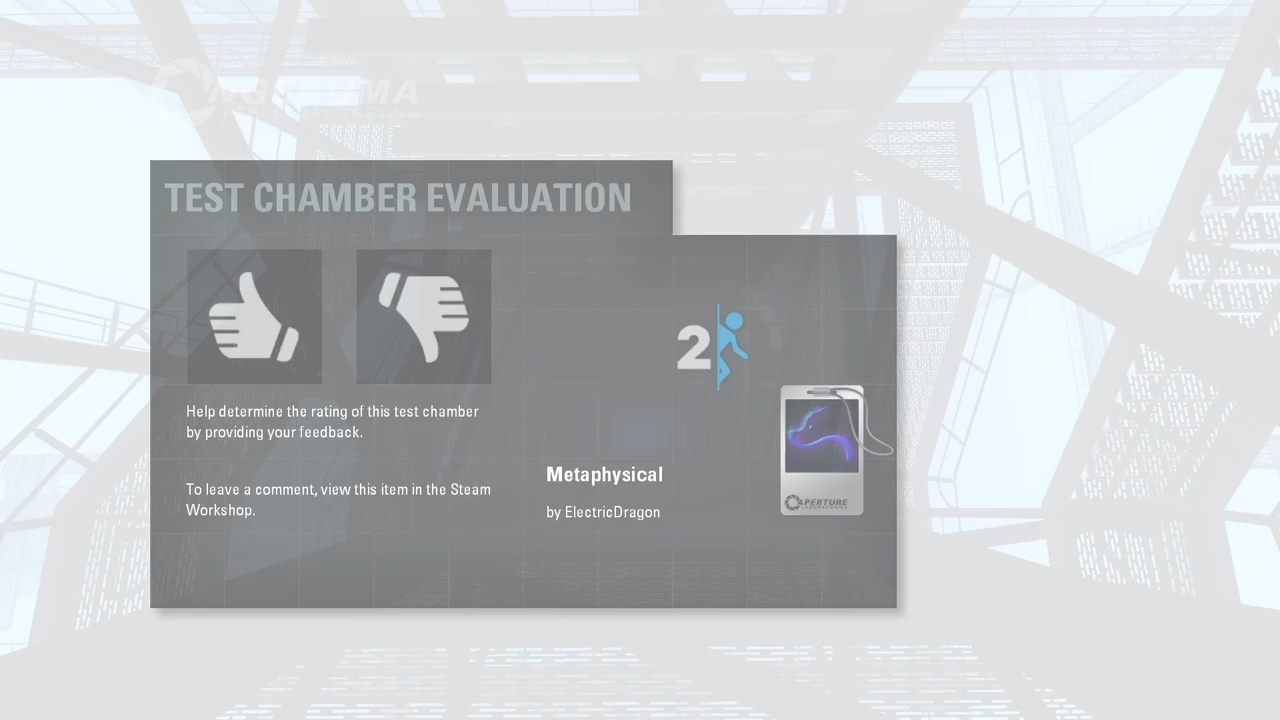 TEST CHAMBER EVALUATION
2
Help determine the rating of this test chamber
by providing your feedback.
To leave a comment, view this item in the Steam
Workshop.
Metaphysical
by ElectricDragon
APERTURE
LABORATORIES